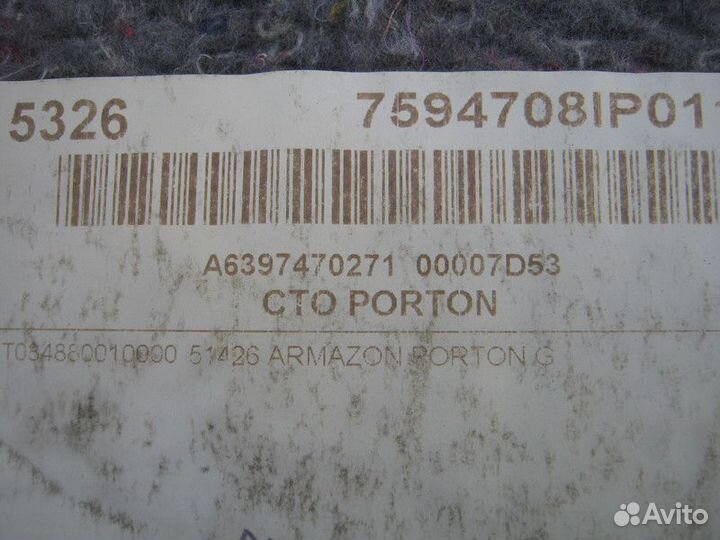 5326 7594708IP01
A6397470271 00007D53
CTO PORTON
T034880010000 51426 ARMAZON PORTON G
Avito